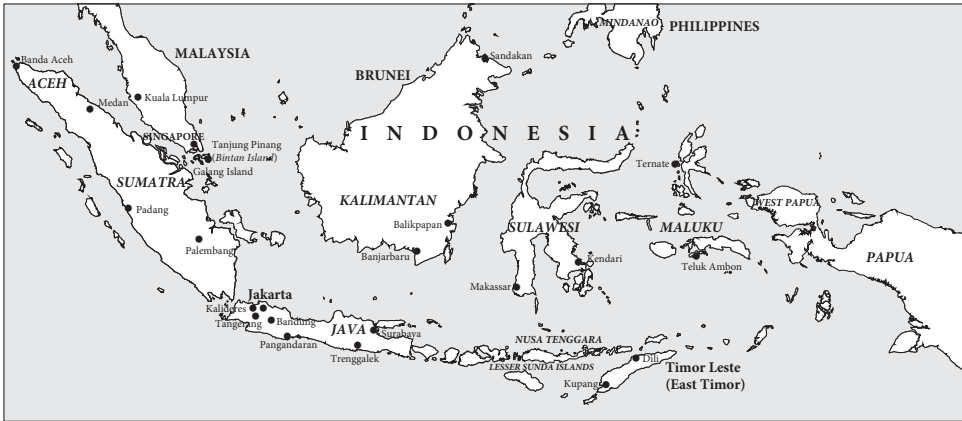 MINDANAO
PHILIPPINES
MALAYSIA
Banda Aceh
Sandakan
BRUNEI
ACEH
Kuala Lumpur
Medan
SINGAPORE
INDONESIA
Tanjung Pinang
(Bintan Island)
Galang Island
Ternate
SUMATRA
KALIMANTAN
WEST PAPUA
Padang
Balikpapan
SULAWESI
MALUKU
Palembang
Banjarbaru
Kendari
Teluk Ambon
PAPUA
Makassar
Jakarta
Kalideres
Tangerang
Bandung
JAVA
Surabaya
Pangandaran
Trenggalek
NUSA TENGGARA
LESSER SUNDA ISLANDS
Dili
Timor Leste
(East Timor)
Kupang